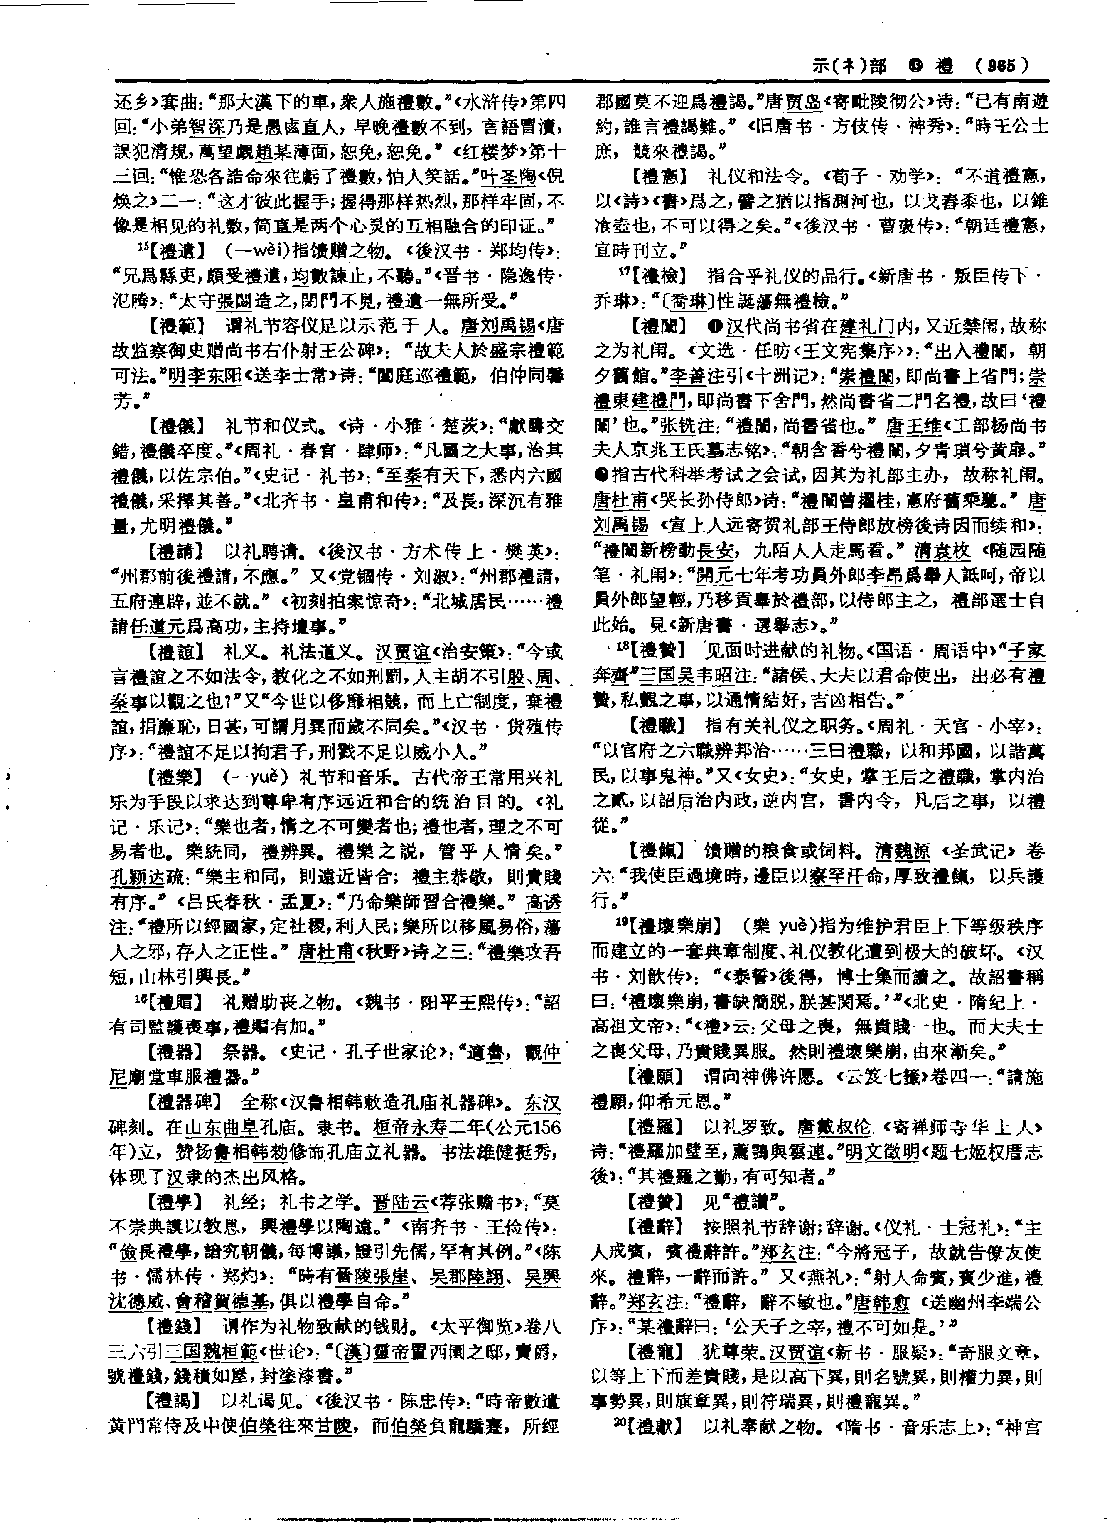 示(礻)部 ⓭ 禮 (965)
还乡〉套曲：“那大漢下的車，衆人施禮數。”〈水浒传〉第四
回：“小弟智深乃是愚鹵直人，早晚禮數不到，言語冒瀆，
誤犯清規，萬望覷趙某薄面，恕免，恕免。”〈红楼梦〉第十
三回：“惟恐各誥命來往虧了禮數，怕人笑話。”叶圣陶〈倪
焕之〉二一：“这才彼此握手；握得那样热烈，那样牢固，不
像是相见的礼数，简直是两个心灵的互相融合的印证。”
¹⁵【禮遺】 (—wèi)指馈赠之物。〈後汉书·郑均传〉：
“兄爲縣吏，頗受禮遺，均數諫止，不聽。”〈晋书·隐逸传·
氾腾〉：“太守張閟造之，閉門不見，禮遺一無所受。”
【禮範】 谓礼节容仪足以示范于人。唐刘禹锡〈唐
故监察御史赠尚书右仆射王公碑〉：“故夫人於盛宗禮範
可法。”明李东阳〈送李士常〉诗：“闈庭巡禮範，伯仲同馨
芳。”
【禮儀】 礼节和仪式。〈诗·小雅·楚茨〉：“獻醻交
錯，禮儀卒度。”〈周礼·春官·肆师〉：“凡國之大事，治其
禮儀，以佐宗伯。”〈史记·礼书〉：“至秦有天下，悉内六國
禮儀，采擇其善。”〈北齐书·皇甫和传〉：“及長，深沉有雅
量，尤明禮儀。”
【禮請】 以礼聘请。〈後汉书·方术传上·樊英〉：
“州郡前後禮請，不應。”又〈党锢传·刘淑〉：“州郡禮請，
五府連辟，並不就。”〈初刻拍案惊奇〉：“北城居民……禮
請任道元爲高功，主持壇事。”
【禮誼】 礼义。礼法道义。汉贾谊〈治安策〉：“今或
言禮誼之不如法令，教化之不如刑罰，人主胡不引殷、周、
秦事以觀之也？”又“今世以侈靡相競，而上亡制度，棄禮
誼，捐廉恥，日甚，可謂月異而歲不同矣。”〈汉书·货殖传
序〉：“禮誼不足以拘君子，刑戮不足以威小人。”
【禮樂】 (—yuè) 礼节和音乐。古代帝王常用兴礼
乐为手段以求达到尊卑有序远近和合的统治目的。〈礼
记·乐记〉：“樂也者，情之不可變者也；禮也者，理之不可
易者也。樂統同，禮辨異。禮樂之説，管乎人情矣。”
孔颖达疏：“樂主和同，則遠近皆合；禮主恭敬，則貴賤
有序。”〈吕氏春秋·孟夏〉：“乃命樂師習合禮樂。”高诱
注：“禮所以經國家，定社稷，利人民；樂所以移風易俗，蕩
人之邪，存人之正性。”唐杜甫〈秋野〉诗之三：“禮樂攻吾
短，山林引興長。”
¹⁶【禮賵】 礼赠助丧之物。〈魏书·阳平王熙传〉：“詔
有司監護喪事，禮賵有加。”
【禮器】 祭器。〈史记·孔子世家论〉：“適魯，觀仲
尼廟堂車服禮器。”
【禮器碑】 全称〈汉鲁相韩敕造孔庙礼器碑〉。东汉
碑刻。在山东曲阜孔庙。隶书。桓帝永寿二年(公元156
年)立，赞扬鲁相韩勑修饰孔庙立礼器。书法雄健挺秀，
体现了汉隶的杰出风格。
【禮學】 礼经；礼书之学。晋陆云〈荐张赡书〉：“莫
不崇典謨以教思，興禮學以陶遠。”〈南齐书·王俭传〉：
“儉長禮學，諳究朝儀，每博議，證引先儒，罕有其例。”〈陈
书·儒林传·郑灼〉：“時有晉陵張崖、吴郡陸詡、吴興
沈德威、會稽賀德基，俱以禮學自命。”
【禮錢】 谓作为礼物致献的钱财。〈太平御览〉卷八
三六引三国魏桓範〈世论〉：“〔漢〕靈帝置西園之邸，賣爵，
號禮錢，錢積如屋，封塗漆書。”
【禮謁】 以礼谒见。〈後汉书·陈忠传〉：“時帝數遣
黄門常侍及中使伯榮往來甘陵，而伯榮負寵驕蹇，所經
郡國莫不迎爲禮謁。”唐贾岛〈寄毗陵彻公〉诗：“已有南遊
約，誰言禮謁難。”〈旧唐书·方伎传·神秀〉：“時王公士
庶，競來禮謁。”
【禮憲】 礼仪和法令。〈荀子·劝学〉：“不道禮憲，
以〈詩〉〈書〉爲之，譬之猶以指測河也，以戈舂黍也，以錐
飡壺也，不可以得之矣。”〈後汉书·曹褒传〉：“朝廷禮憲，
宜時刊立。”
¹⁷【禮檢】 指合乎礼仪的品行。〈新唐书·叛臣传下·
乔琳〉：“〔喬琳〕性誕蕩無禮檢。”
【禮闈】 ❶汉代尚书省在建礼门内，又近禁闱，故称
之为礼闱。〈文选·任昉〈王文宪集序〉〉：“出入禮闈，朝
夕舊館。”李善注引〈十洲记〉：“崇禮闈，即尚書上省門；崇
禮東建禮門，即尚書下舍門，然尚書省二門名禮，故曰‘禮
闈’也。”张铣注：“禮闈，尚書省也。”唐王维〈工部杨尚书
夫人京兆王氏墓志铭〉：“朝含香兮禮闈，夕青瑣兮黄扉。”
❷指古代科举考试之会试，因其为礼部主办，故称礼闱。
唐杜甫〈哭长孙侍郎〉诗：“禮闈曾擢桂，憲府舊乘驄。”唐
刘禹锡〈宣上人远寄贺礼部王侍郎放榜後诗因而续和〉：
“禮闈新榜動長安，九陌人人走馬看。”清袁枚〈随园随
笔·礼闱〉：“開元七年考功員外郎李昂爲舉人詆呵，帝以
員外郎望輕，乃移貢舉於禮部，以侍郎主之，禮部選士自
此始。見〈新唐書·選舉志〉。”
¹⁸【禮贄】 见面时进献的礼物。〈国语·周语中〉“子家
奔齊”三国吴韦昭注：“諸侯、大夫以君命使出，出必有禮
贄，私覿之事，以通情結好，吉凶相告。”
【禮職】 指有关礼仪之职务。〈周礼·天官·小宰〉：
“以官府之六職辨邦治……三曰禮職，以和邦國，以諧萬
民，以事鬼神。”又〈女史〉：“女史，掌王后之禮職，掌内治
之貳，以詔后治内政，逆内宫，書内令，凡后之事，以禮
從。”
【禮餼】 馈赠的粮食或饲料。清魏源〈圣武记〉卷
六：“我使臣過境時，邊臣以察罕汗命，厚致禮餼，以兵護
行。”
¹⁹【禮壞樂崩】 (樂 yuè)指为维护君臣上下等级秩序
而建立的一套典章制度、礼仪教化遭到极大的破坏。〈汉
书·刘歆传〉：“〈泰誓〉後得，博士集而讀之。故詔書稱
曰：‘禮壞樂崩，書缺簡脱，朕甚閔焉。’”〈北史·隋纪上·
高祖文帝〉：“〈禮〉云：父母之喪，無貴賤一也。而大夫士
之喪父母，乃貴賤異服。然則禮壞樂崩，由來漸矣。”
【禮願】 谓向神佛许愿。〈云笈七籤〉卷四一：“請施
禮願，仰希元恩。”
【禮羅】 以礼罗致。唐戴叔伦〈寄禅师寺华上人〉
诗：“禮羅加璧至，薦鶚與雲連。”明文徵明〈题七姬权厝志
後〉：“其禮羅之勤，有可知者。”
【禮贊】 见“禮讚”。
【禮辭】 按照礼节辞谢；辞谢。〈仪礼·士冠礼〉：“主
人戒賓，賓禮辭許。”郑玄注：“今將冠子，故就告僚友使
來。禮辭，一辭而許。”又〈燕礼〉：“射人命賓，賓少進，禮
辭。”郑玄注：“禮辭，辭不敏也。”唐韩愈〈送幽州李端公
序〉：“某禮辭曰：‘公天子之宰，禮不可如是。’”
【禮寵】 犹尊荣。汉贾谊〈新书·服疑〉：“奇服文章，
以等上下而差貴賤，是以高下異，則名號異，則權力異，則
事勢異，則旗章異，則符瑞異，則禮寵異。”
²⁰【禮獻】 以礼奉献之物。〈隋书·音乐志上〉：“神宫